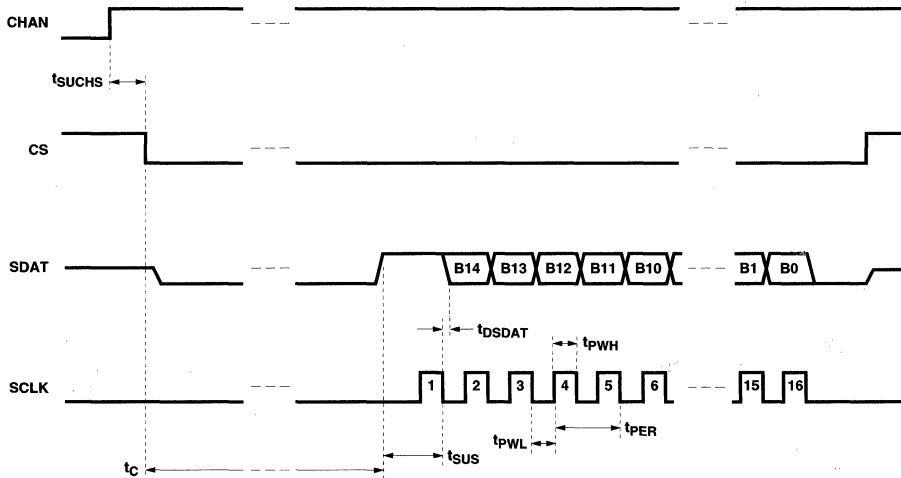 CHAN
tSUCHS
CS
SDAT
B14 B13 B12 B11 B10 B1 B0
tDSDAT
tPWH
SCLK
1 2 3 4 5 6 15 16
tPWL
tPER
tSUS
tC